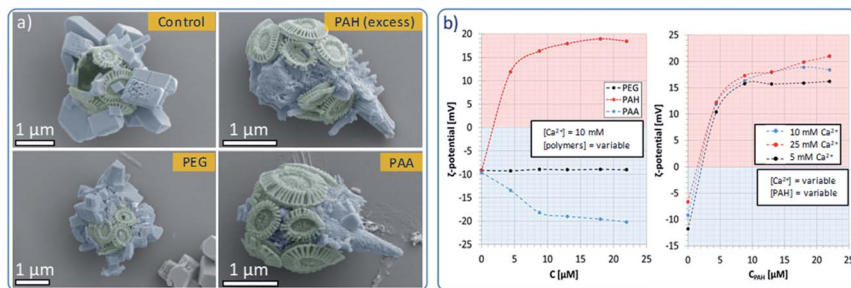 a)
Control
PAH (excess)
1 µm
1 µm
PEG
PAA
1 µm
1 µm
b)
ζ-potential [mV]
20
15
10
5
0
-5
-10
-15
-20
-25
PEG
PAH
PAA
[Ca²⁺] = 10 mM
[polymers] = variable
0 5 10 15 20 25
C [µM]
ζ-potential [mV]
25
20
15
10
5
0
-5
-10
-15
10 mM Ca²⁺
25 mM Ca²⁺
5 mM Ca²⁺
[Ca²⁺] = variable
[PAH] = variable
0 5 10 15 20 25
C_PAH [µM]